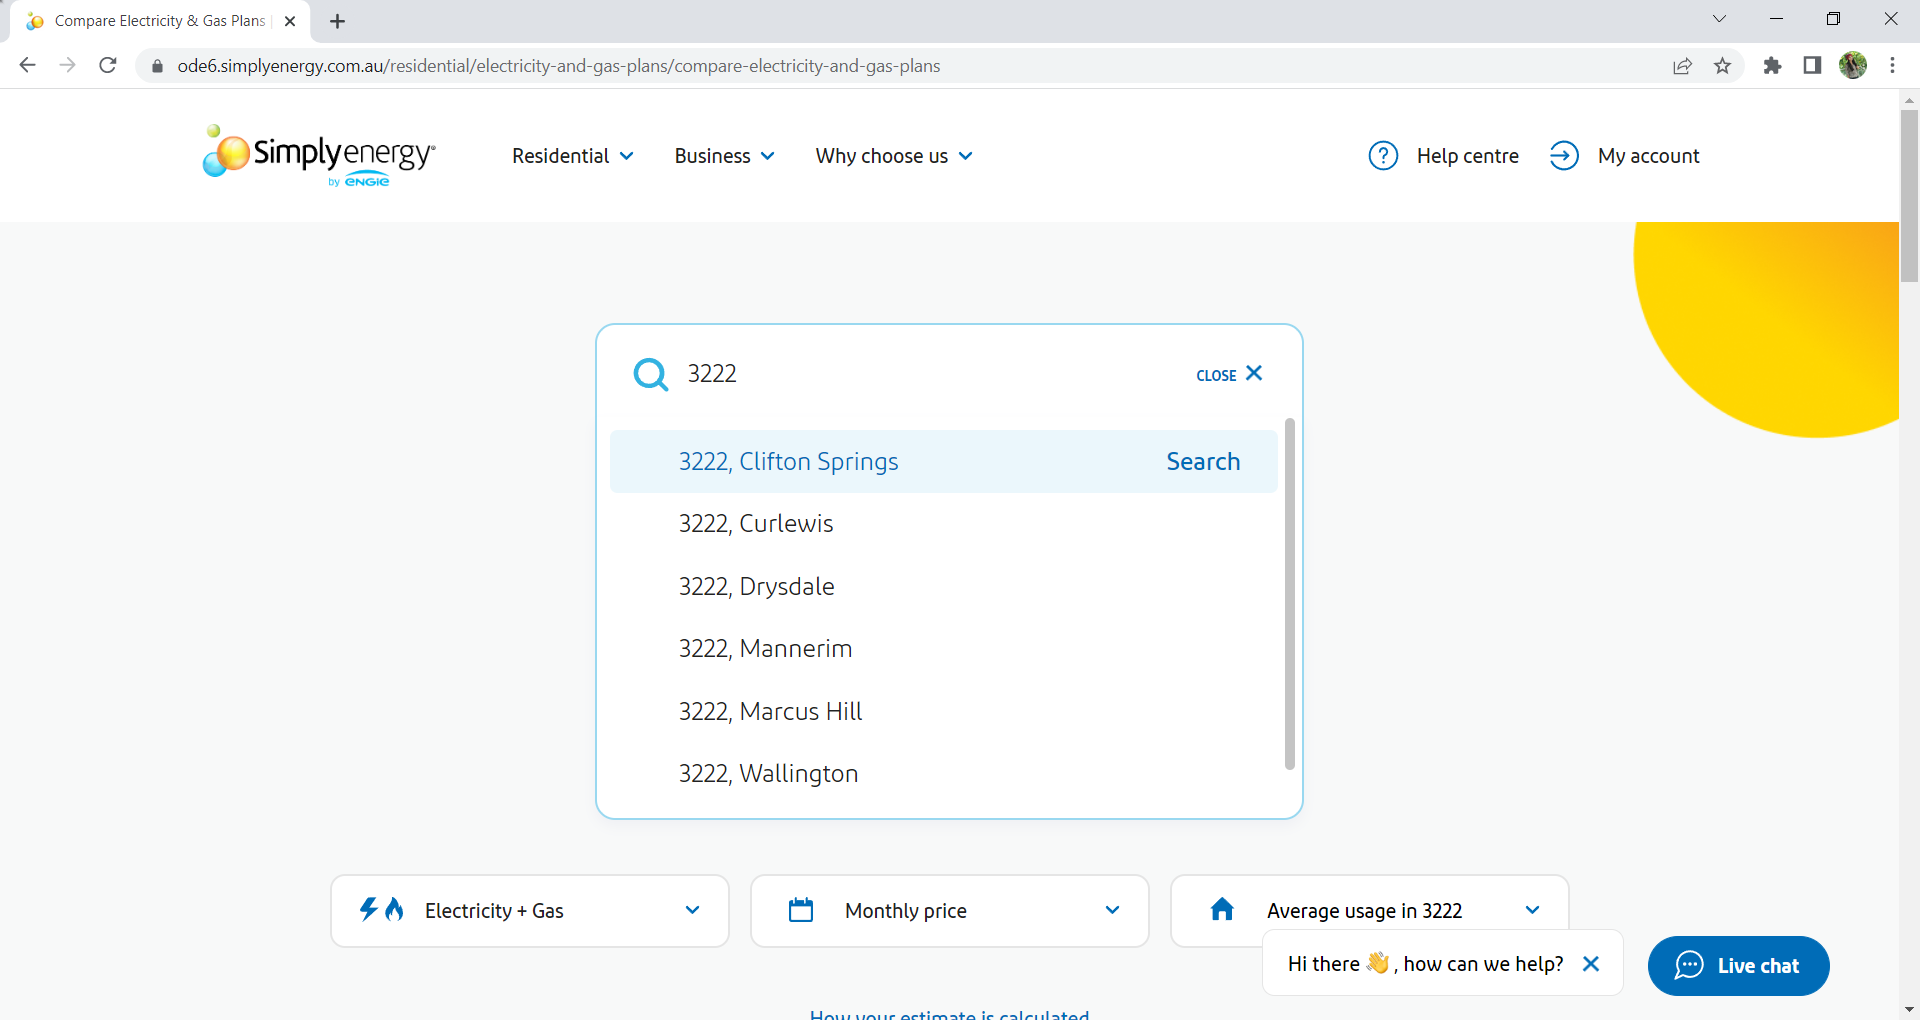 Compare Electricity & Gas Plans |
ode6.simplyenergy.com.au/residential/electricity-and-gas-plans/compare-electricity-and-gas-plans
Simplyenergy®
by ENGIE
Residential
Business
Why choose us
? Help centre
My account
3222
CLOSE
3222, Clifton Springs
Search
3222, Curlewis
3222, Drysdale
3222, Mannerim
3222, Marcus Hill
3222, Wallington
Electricity + Gas
Monthly price
Average usage in 3222
Hi there 👋, how can we help?
Live chat
How your estimate is calculated